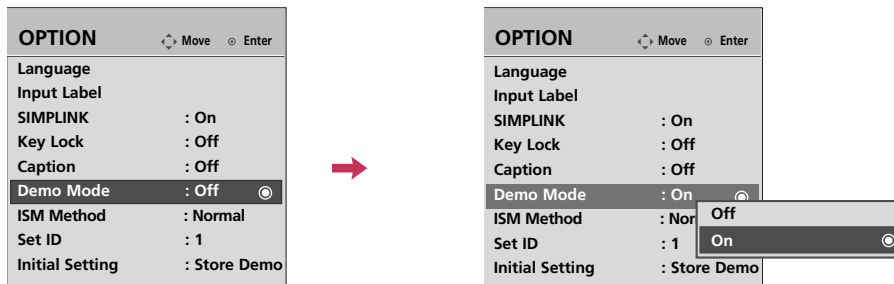 OPTION Move Enter
Language
Input Label
SIMPLINK : On
Key Lock : Off
Caption : Off
Demo Mode : Off
ISM Method : Normal
Set ID : 1
Initial Setting : Store Demo
OPTION Move Enter
Language
Input Label
SIMPLINK : On
Key Lock : Off
Caption : Off
Demo Mode : On
ISM Method : Nor
Set ID : 1
Initial Setting : Store Demo
Off
On